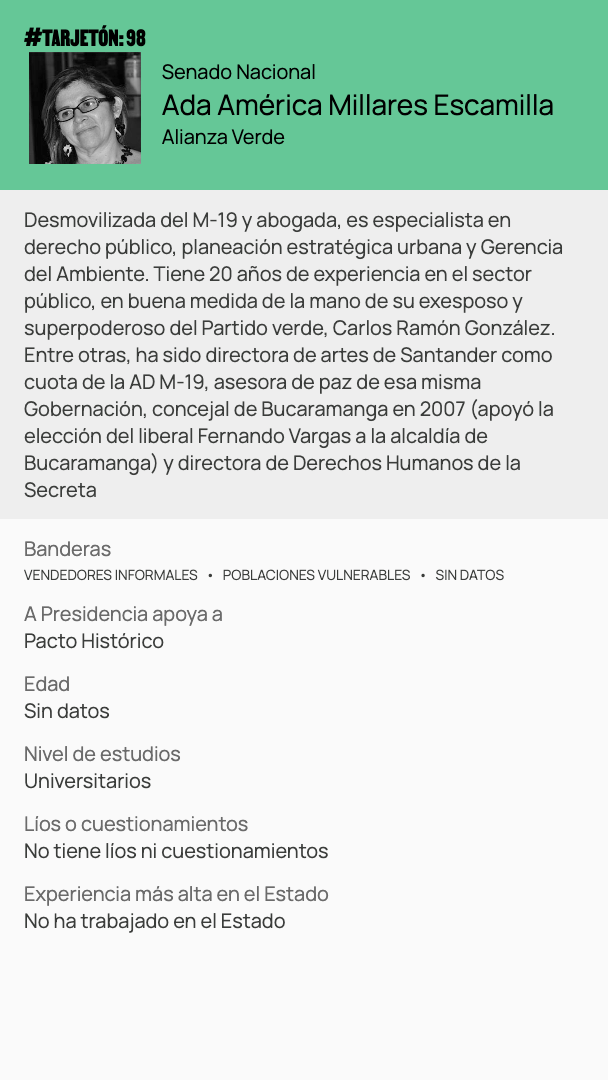 #TARJETÓN: 98
Senado Nacional
Ada América Millares Escamilla
Alianza Verde
Desmovilizada del M-19 y abogada, es especialista en
derecho público, planeación estratégica urbana y Gerencia
del Ambiente. Tiene 20 años de experiencia en el sector
público, en buena medida de la mano de su exesposo y
superpoderoso del Partido verde, Carlos Ramón González.
Entre otras, ha sido directora de artes de Santander como
cuota de la AD M-19, asesora de paz de esa misma
Gobernación, concejal de Bucaramanga en 2007 (apoyó la
elección del liberal Fernando Vargas a la alcaldía de
Bucaramanga) y directora de Derechos Humanos de la
Secreta
Banderas
VENDEDORES INFORMALES • POBLACIONES VULNERABLES • SIN DATOS
A Presidencia apoya a
Pacto Histórico
Edad
Sin datos
Nivel de estudios
Universitarios
Líos o cuestionamientos
No tiene líos ni cuestionamientos
Experiencia más alta en el Estado
No ha trabajado en el Estado